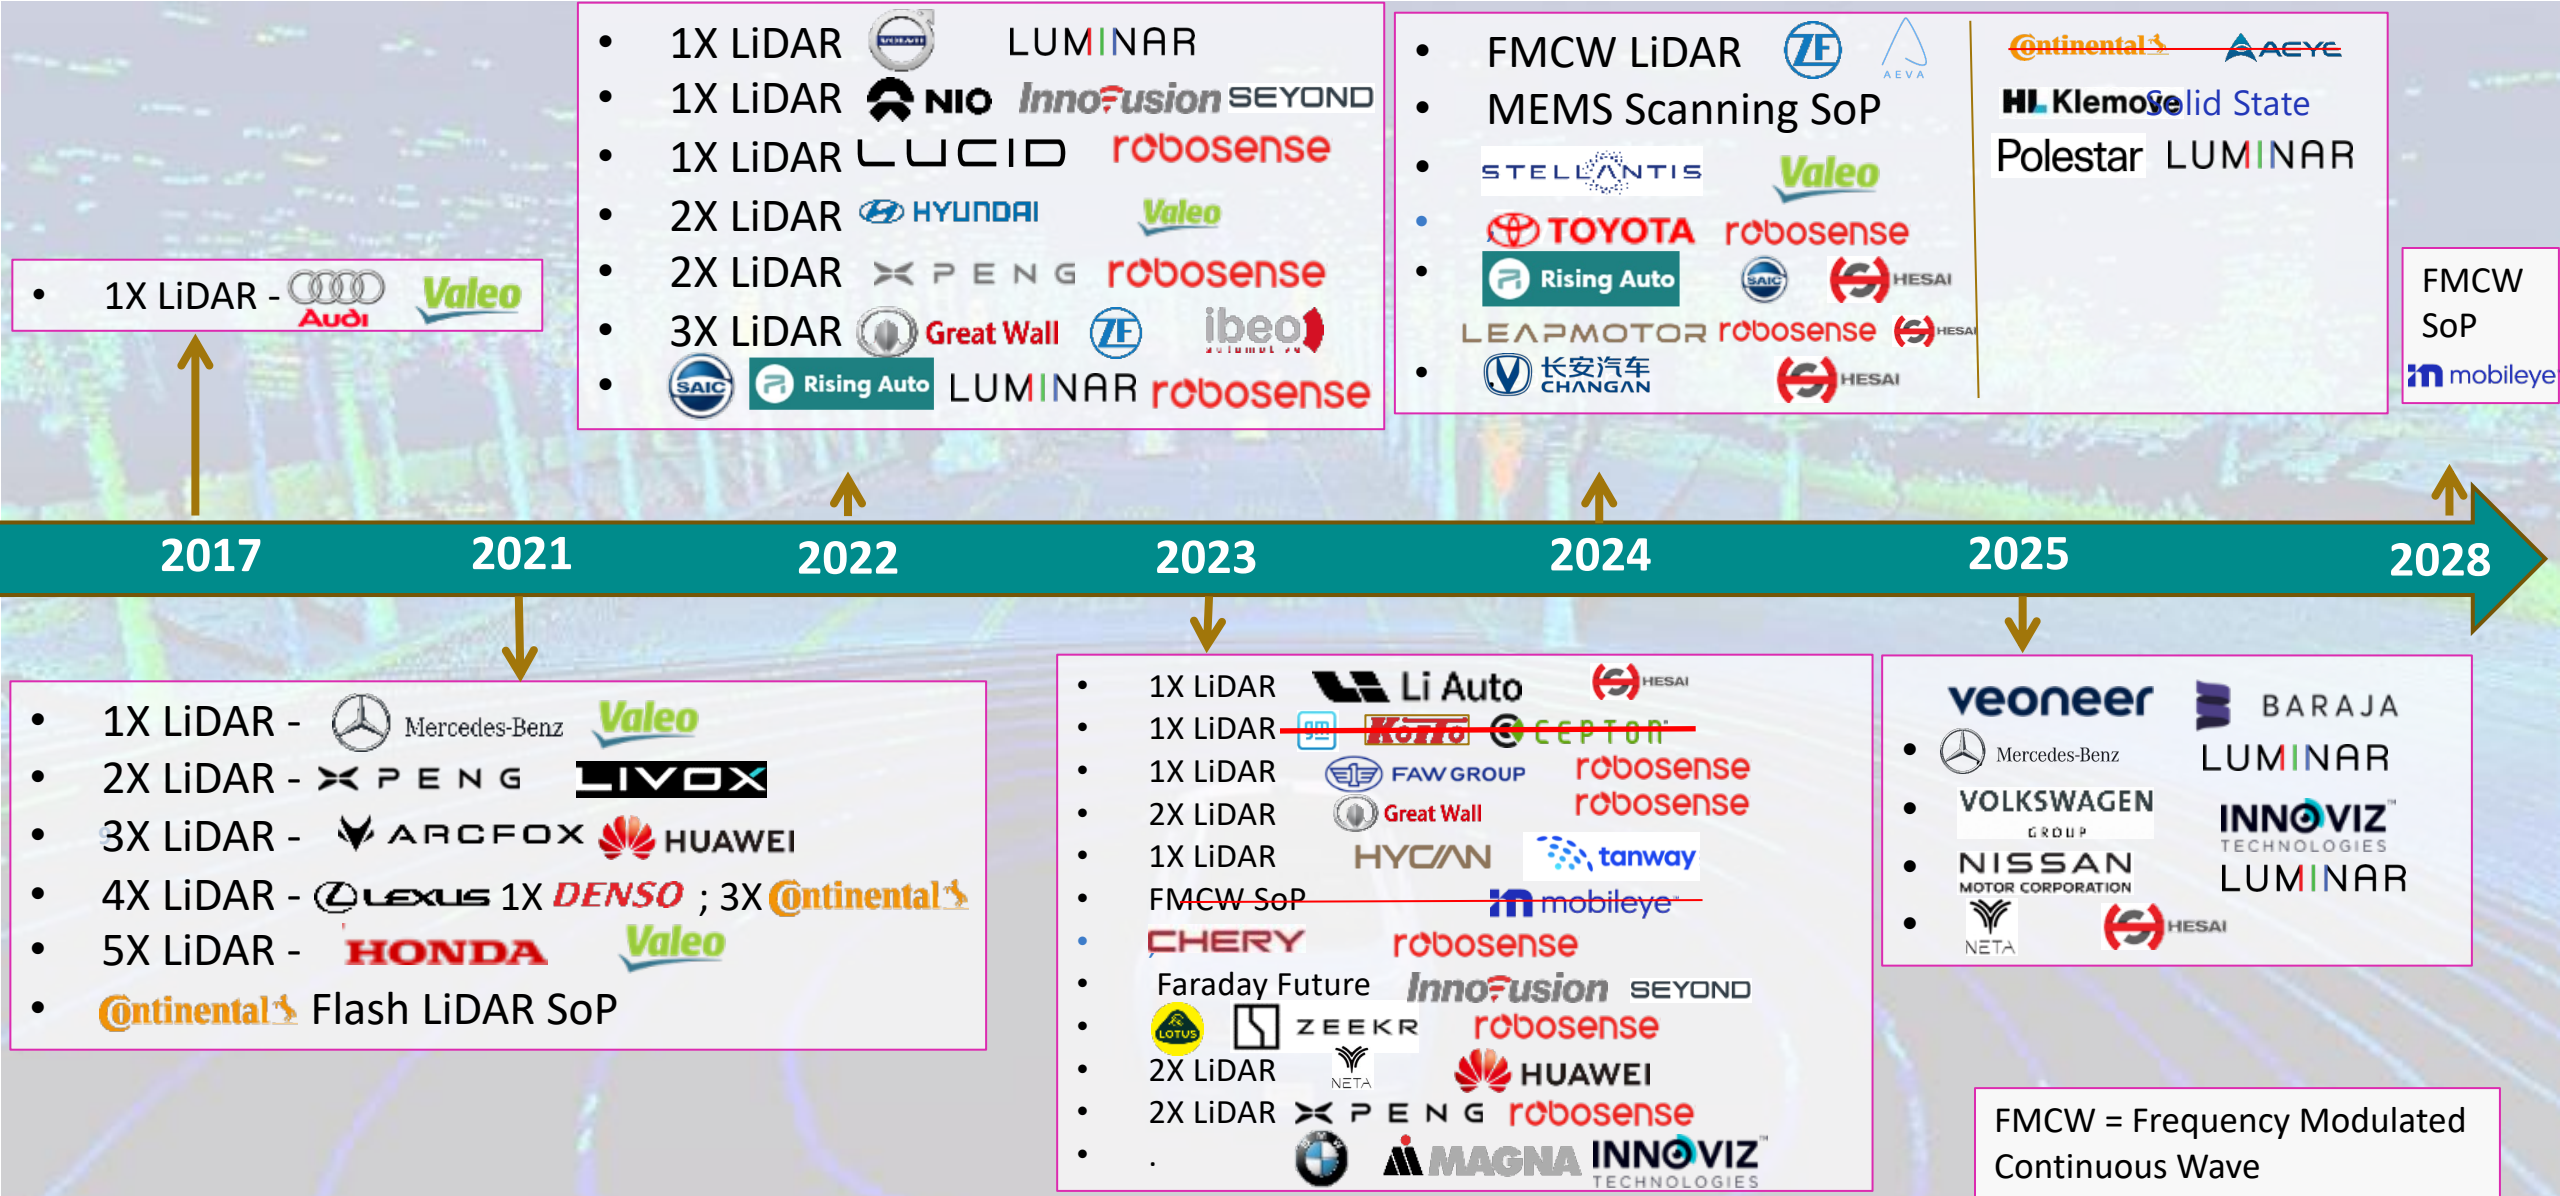 1X LiDAR - Audi Valeo
1X LiDAR VOLVO LUMINAR
1X LiDAR NIO InnoFusion SEYOND
1X LiDAR LUCID robosense
2X LiDAR HYUNDAI Valeo
2X LiDAR XPENG robosense
3X LiDAR Great Wall ZF ibeo
SAIC Rising Auto LUMINAR robosense
FMCW LiDAR ZF AEVA
MEMS Scanning SoP
STELLANTIS Valeo
TOYOTA robosense
Rising Auto SAIC HESAI
LEAPMOTOR robosense HESAI
长安汽车 CHANGAN HESAI
Continental AEYE
HL Klemove Solid State
Polestar LUMINAR
FMCW
SoP
mobileye
2017 2021 2022 2023 2024 2025 2028
1X LiDAR - Mercedes-Benz Valeo
2X LiDAR - XPENG LIVOX
3X LiDAR - ARCFOX HUAWEI
4X LiDAR - LEXUS 1X DENSO ; 3X Continental
5X LiDAR - HONDA Valeo
Continental Flash LiDAR SoP
1X LiDAR Li Auto HESAI
1X LiDAR gm KOITO CEPTON
1X LiDAR FAW GROUP robosense
2X LiDAR Great Wall robosense
1X LiDAR HYCAN tanway
FMCW SoP mobileye™
CHERY robosense
Faraday Future InnoFusion SEYOND
LOTUS ZEEKR robosense
2X LiDAR NETA HUAWEI
2X LiDAR XPENG robosense
. BMW MAGNA INNOVIZ™ TECHNOLOGIES
veoneer BARAJA
Mercedes-Benz LUMINAR
VOLKSWAGEN GROUP INNOVIZ™ TECHNOLOGIES
NISSAN MOTOR CORPORATION LUMINAR
NETA HESAI
FMCW = Frequency Modulated
Continuous Wave